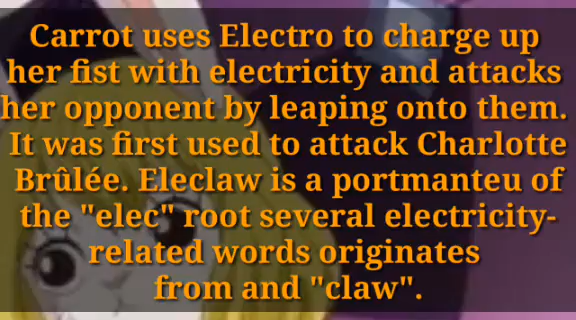 Carrot uses Electro to charge up
her fist with electricity and attacks
her opponent by leaping onto them.
It was first used to attack Charlotte
Brûlée. Eleclaw is a portmanteu of
the "elec" root several electricity-
related words originates
from and "claw".